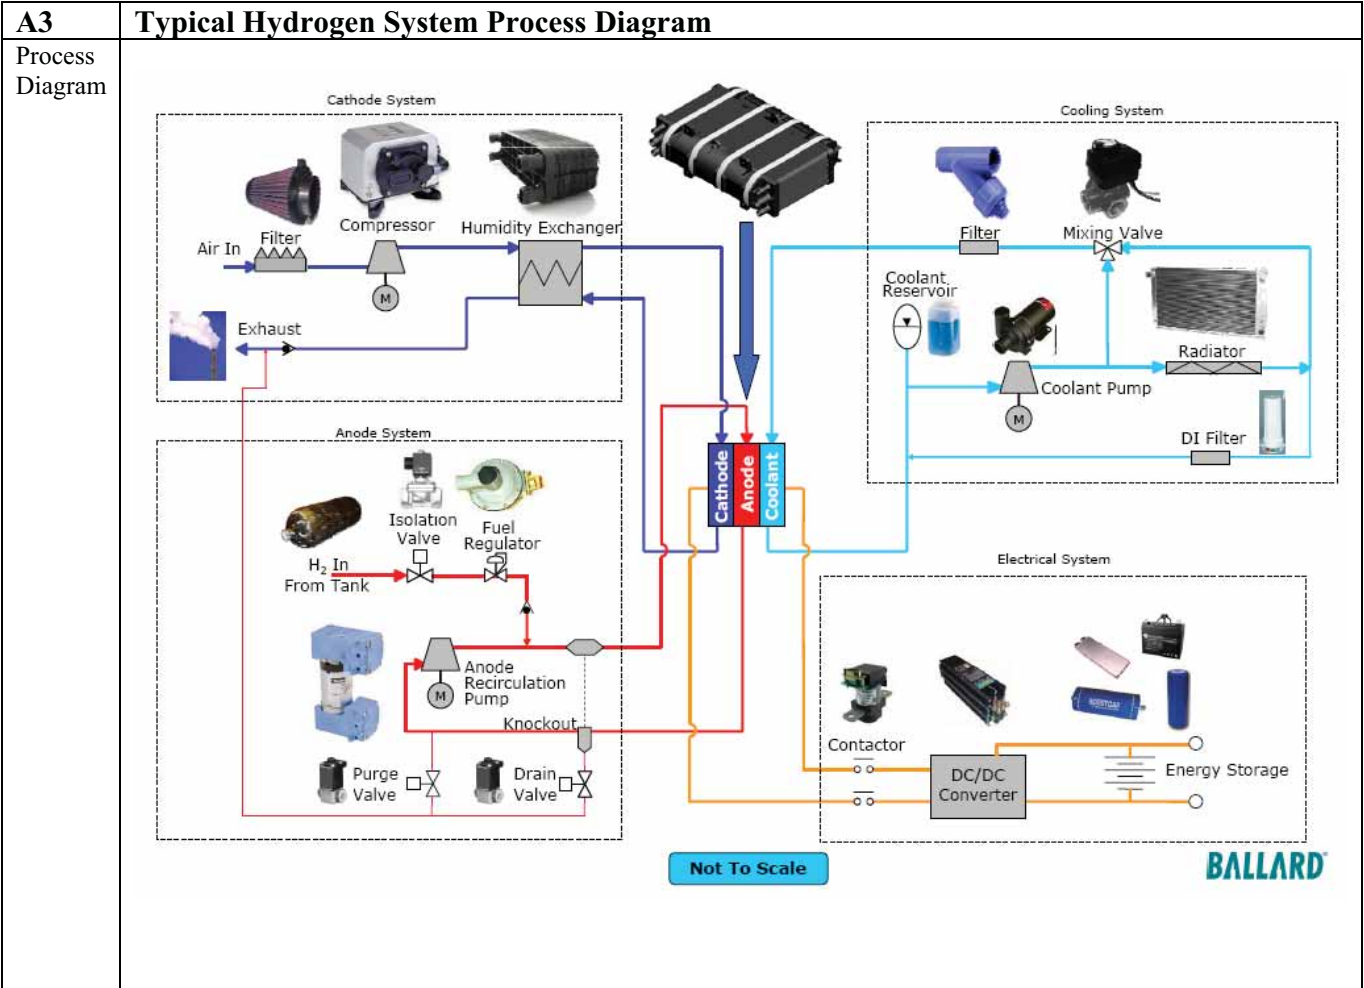 A3
Typical Hydrogen System Process Diagram
Process
Diagram
Cathode System
Air In
Filter
Compressor
Humidity Exchanger
M
Exhaust
Cooling System
Filter
Mixing Valve
Coolant
Reservoir
Radiator
Coolant Pump
M
DI Filter
Cathode
Anode
Coolant
Anode System
Isolation
Valve
Fuel
Regulator
H2 In
From Tank
Anode
Recirculation
Pump
M
Knockout
Purge
Valve
Drain
Valve
Electrical System
BOOSTCAP
Contactor
DC/DC
Converter
Energy Storage
Not To Scale
BALLARD